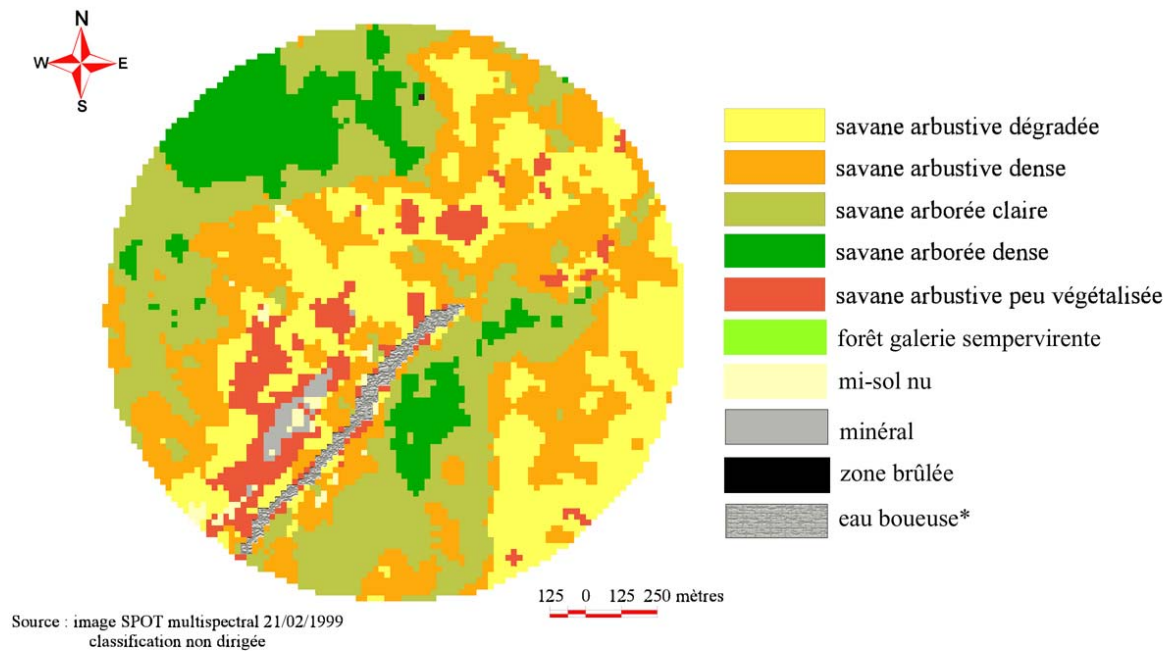 N
W E
S
savane arbustive dégradée
savane arbustive dense
savane arborée claire
savane arborée dense
savane arbustive peu végétalisée
forêt galerie sempervirente
mi-sol nu
minéral
zone brûlée
eau boueuse*
125 0 125 250 mètres
Source : image SPOT multispectral 21/02/1999
classification non dirigée